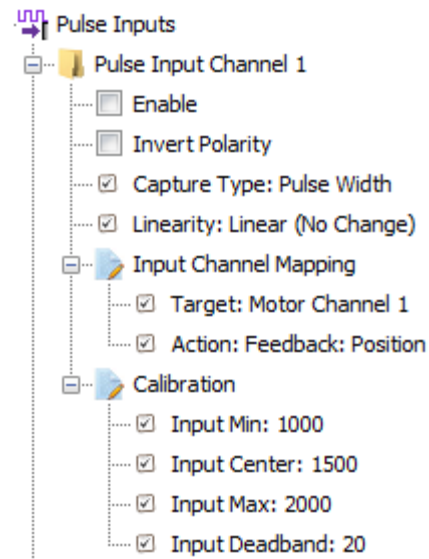 Pulse Inputs
Pulse Input Channel 1
Enable
Invert Polarity
Capture Type: Pulse Width
Linearity: Linear (No Change)
Input Channel Mapping
Target: Motor Channel 1
Action: Feedback: Position
Calibration
Input Min: 1000
Input Center: 1500
Input Max: 2000
Input Deadband: 20